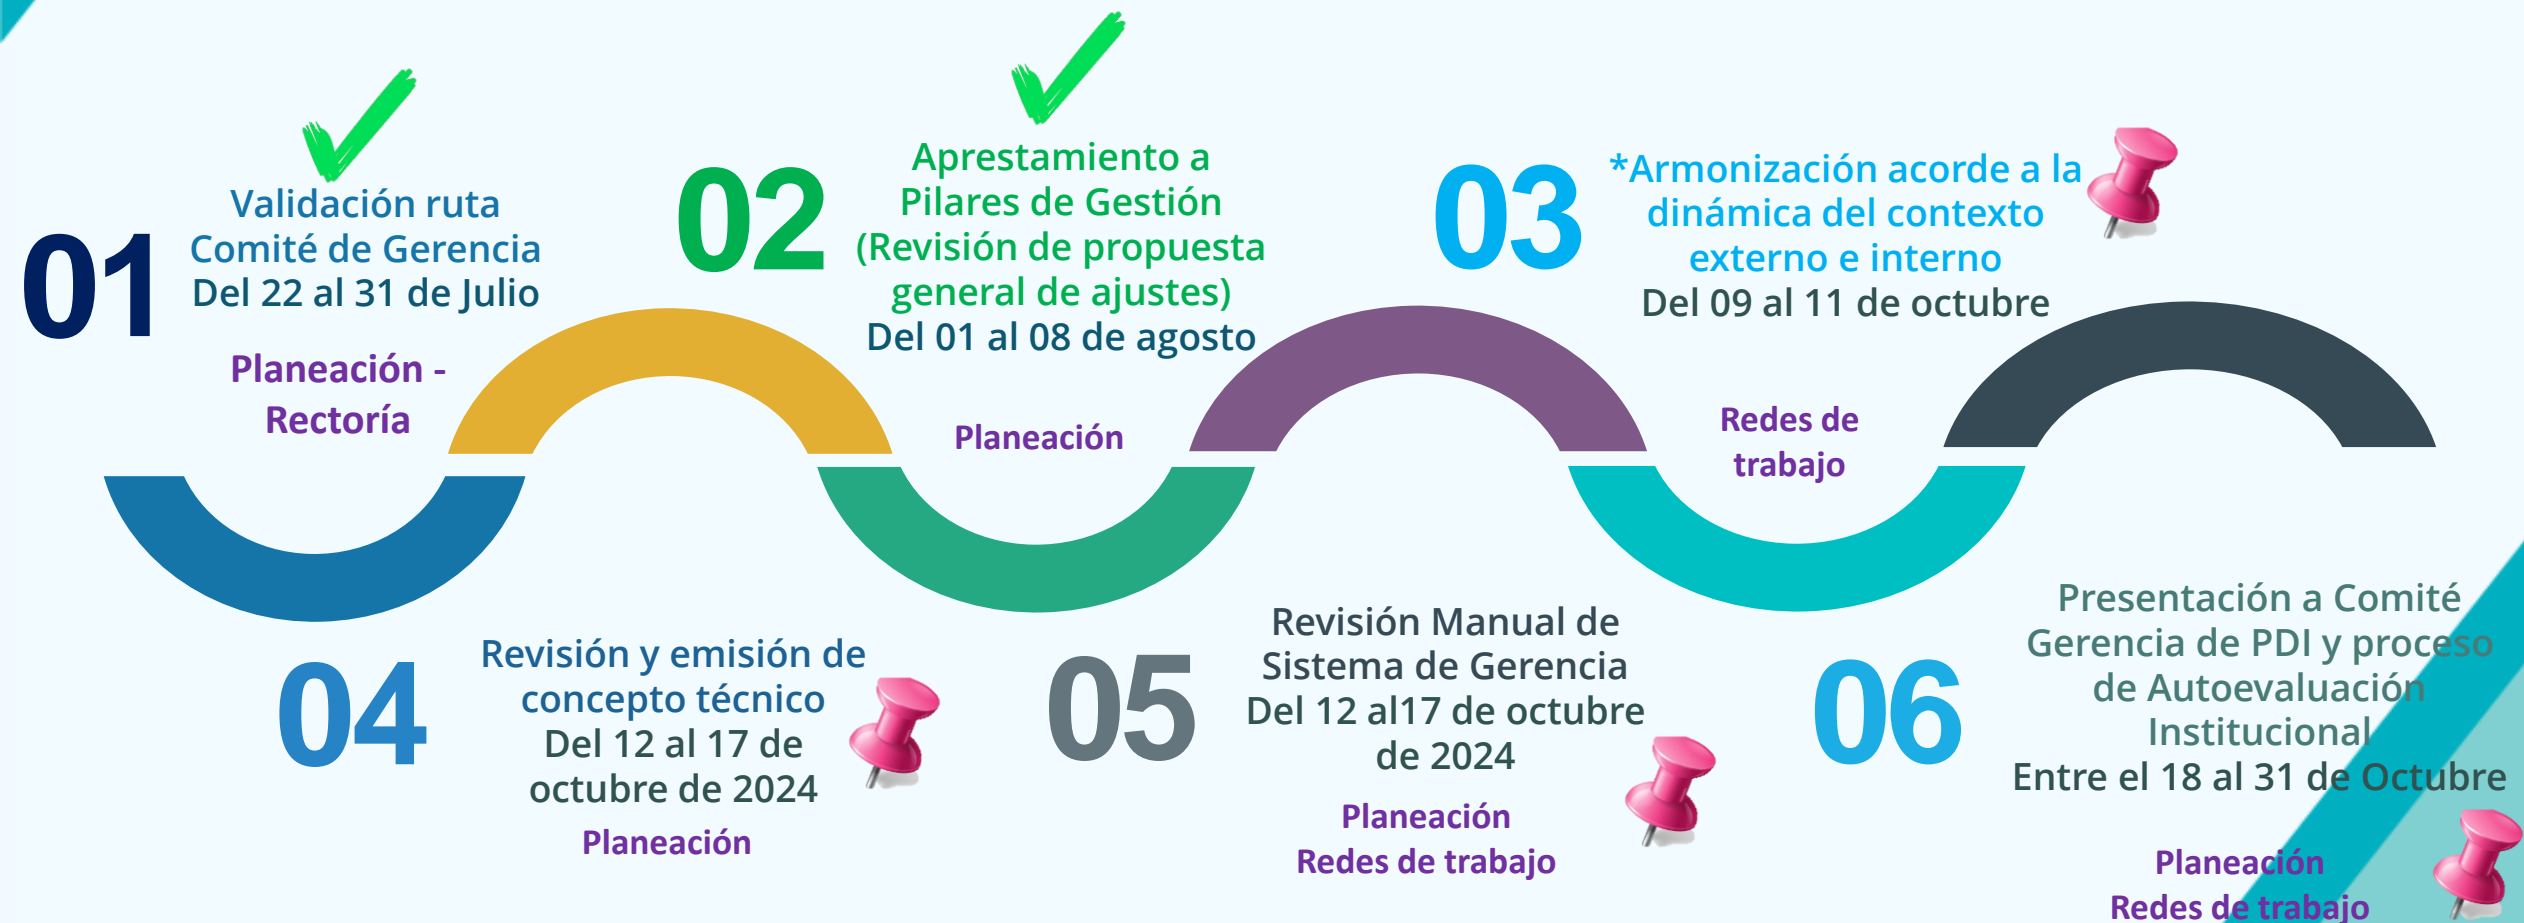 01
Validación ruta
Comité de Gerencia
Del 22 al 31 de Julio
Planeación -
Rectoría
02
Aprestamiento a
Pilares de Gestión
(Revisión de propuesta
general de ajustes)
Del 01 al 08 de agosto
Planeación
03
*Armonización acorde a la
dinámica del contexto
externo e interno
Del 09 al 11 de octubre
Redes de
trabajo
04
Revisión y emisión de
concepto técnico
Del 12 al 17 de
octubre de 2024
Planeación
05
Revisión Manual de
Sistema de Gerencia
Del 12 al17 de octubre
de 2024
Planeación
Redes de trabajo
06
Presentación a Comité
Gerencia de PDI y proceso
de Autoevaluación
Institucional
Entre el 18 al 31 de Octubre
Planeación
Redes de trabajo